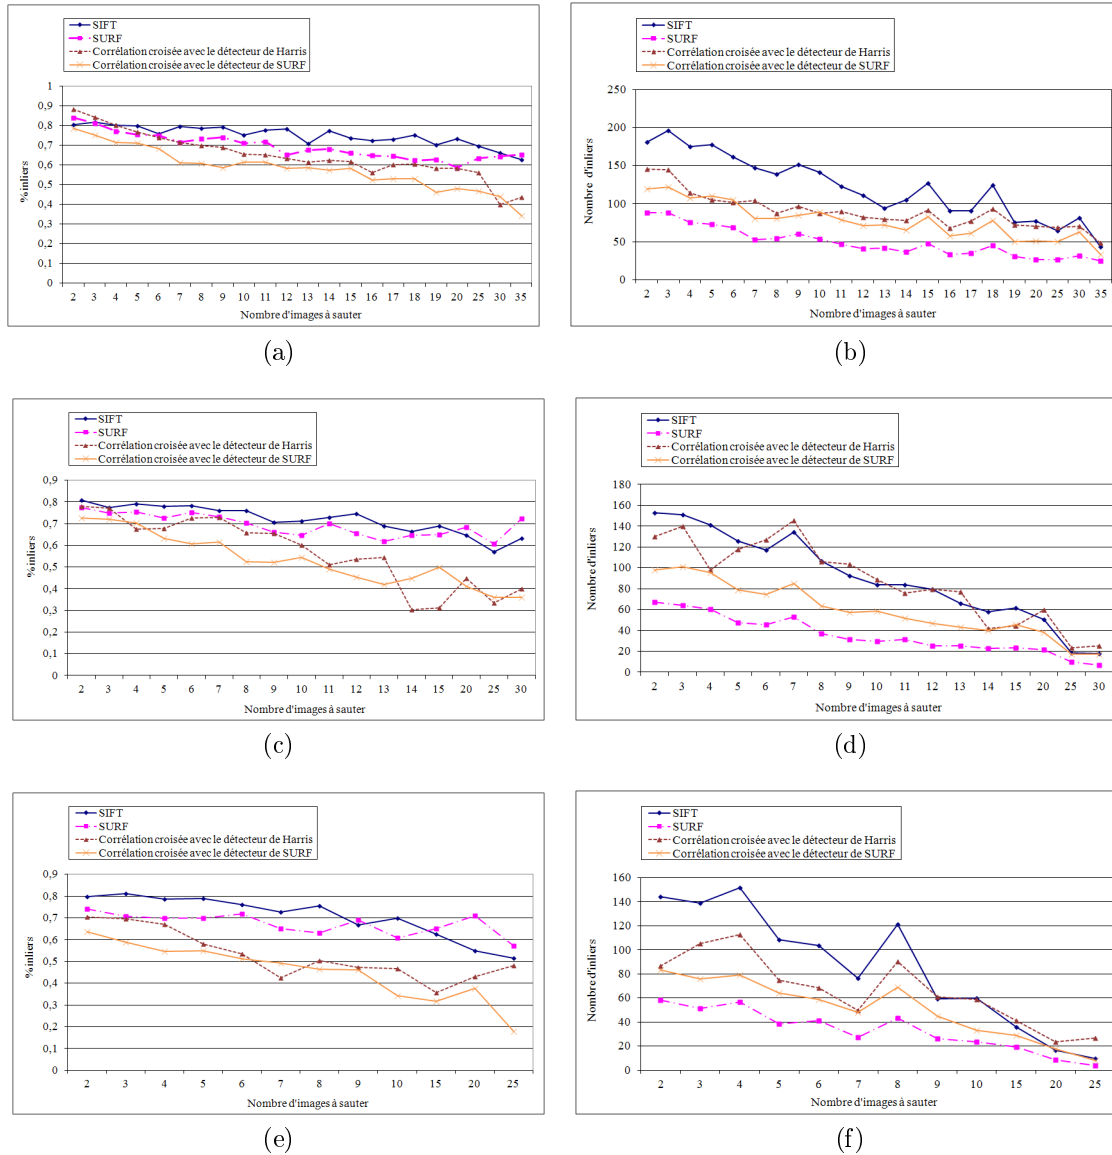 SIFT
SURF
Corrélation croisée avec le détecteur de Harris
Corrélation croisée avec le détecteur de SURF
1
0,9
0,8
0,7
0,6
0,5
0,4
0,3
0,2
0,1
0
%inliers
2 3 4 5 6 7 8 9 10 11 12 13 14 15 16 17 18 19 20 25 30 35
Nombre d'images à sauter
(a)
SIFT
SURF
Corrélation croisée avec le détecteur de Harris
Corrélation croisée avec le détecteur de SURF
250
200
150
100
50
0
Nombre d'inliers
2 3 4 5 6 7 8 9 10 11 12 13 14 15 16 17 18 19 20 25 30 35
Nombre d'images à sauter
(b)
SIFT
SURF
Corrélation croisée avec le détecteur de Harris
Corrélation croisée avec le détecteur de SURF
0,9
0,8
0,7
0,6
0,5
0,4
0,3
0,2
0,1
0
%inliers
2 3 4 5 6 7 8 9 10 11 12 13 14 15 20 25 30
Nombre d'images à sauter
(c)
SIFT
SURF
Corrélation croisée avec le détecteur de Harris
Corrélation croisée avec le détecteur de SURF
180
160
140
120
100
80
60
40
20
0
Nombre d'inliers
2 3 4 5 6 7 8 9 10 11 12 13 14 15 20 25 30
Nombre d'images à sauter
(d)
SIFT
SURF
Corrélation croisée avec le détecteur de Harris
Corrélation croisée avec le détecteur de SURF
0,9
0,8
0,7
0,6
0,5
0,4
0,3
0,2
0,1
0
%inliers
2 3 4 5 6 7 8 9 10 15 20 25
Nombre d'images à sauter
(e)
SIFT
SURF
Corrélation croisée avec le détecteur de Harris
Corrélation croisée avec le détecteur de SURF
160
140
120
100
80
60
40
20
0
Nombre d'inliers
2 3 4 5 6 7 8 9 10 15 20 25
Nombre d'images à sauter
(f)